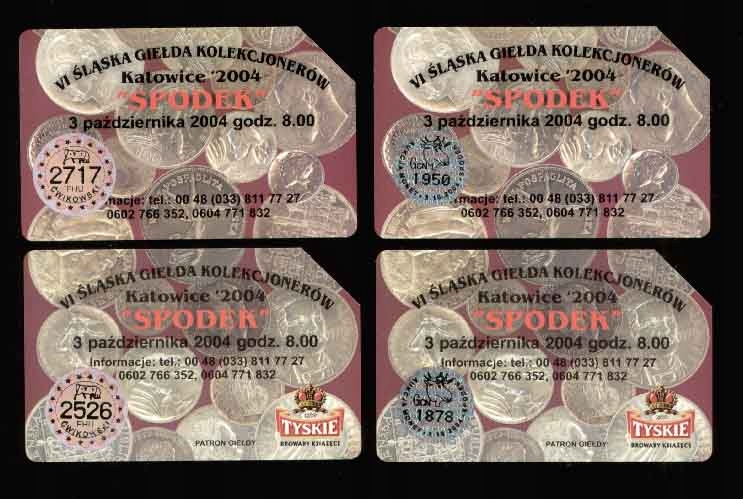 VI ŚLĄSKA GIEŁDA KOLEKCJONERÓW
Katowice '2004
"SPODEK"
3 października 2004 godz. 8.00
2717
FHU
ĆWIKOWSKI
macje: tel.: 00 48 (033) 811 77 27
0602 766 352, 0604 771 832
VI ŚLĄSKA GIEŁDA KOLEKCJONERÓW
Katowice '2004
"SPODEK"
3 października 2004 godz. 8.00
1950
macje: tel.: 00 48 (033) 811 77 27
0602 766 352, 0604 771 832
VI ŚLĄSKA GIEŁDA KOLEKCJONERÓW
Katowice '2004
"SPODEK"
3 października 2004 godz. 8.00
Informacje: tel.: 00 48 (033) 811 77 27
0602 766 352, 0604 771 832
2526
FHU
ĆWIKOWSKI
PATRON GIEŁDY:
TYSKIE
BROWARY KSIĄŻĘCE
VI ŚLĄSKA GIEŁDA KOLEKCJONERÓW
Katowice '2004
"SPODEK"
3 października 2004 godz. 8.00
Informacje: tel.: 00 48 (033) 811 77 27
0602 766 352, 0604 771 832
1878
PATRON GIEŁDY:
TYSKIE
BROWARY KSIĄŻĘCE